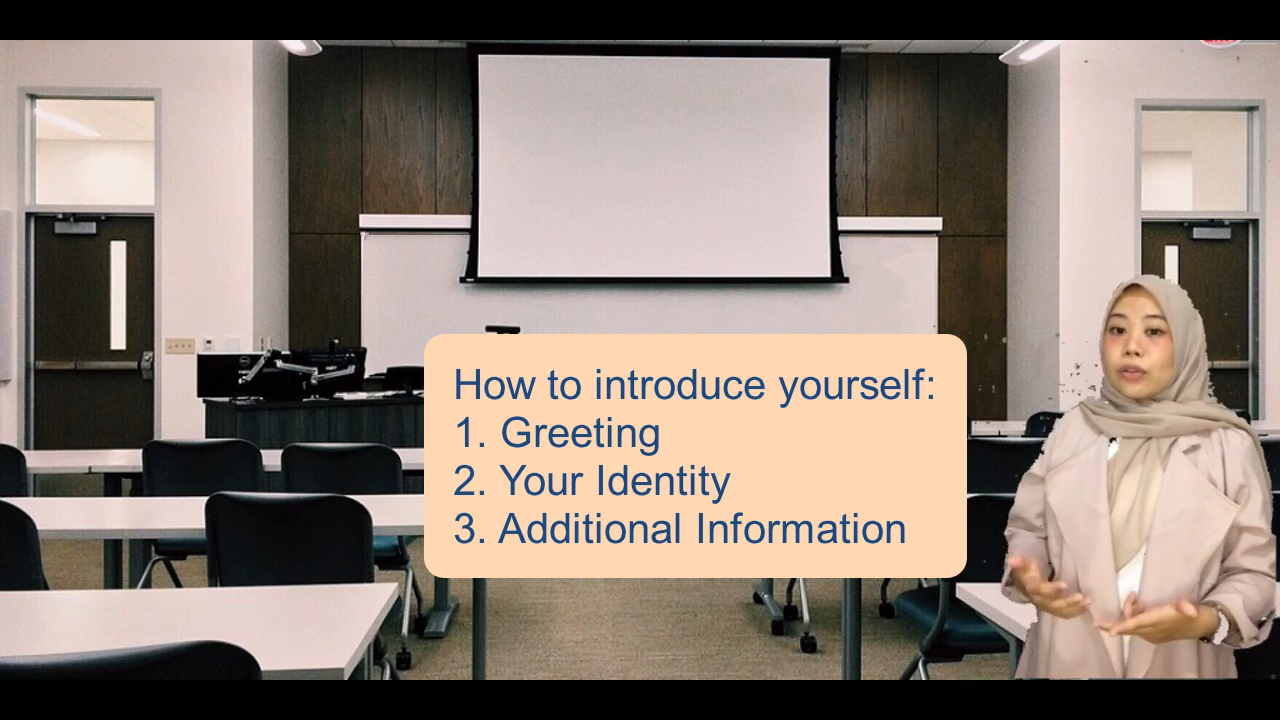 How to introduce yourself:
1. Greeting
2. Your Identity
3. Additional Information